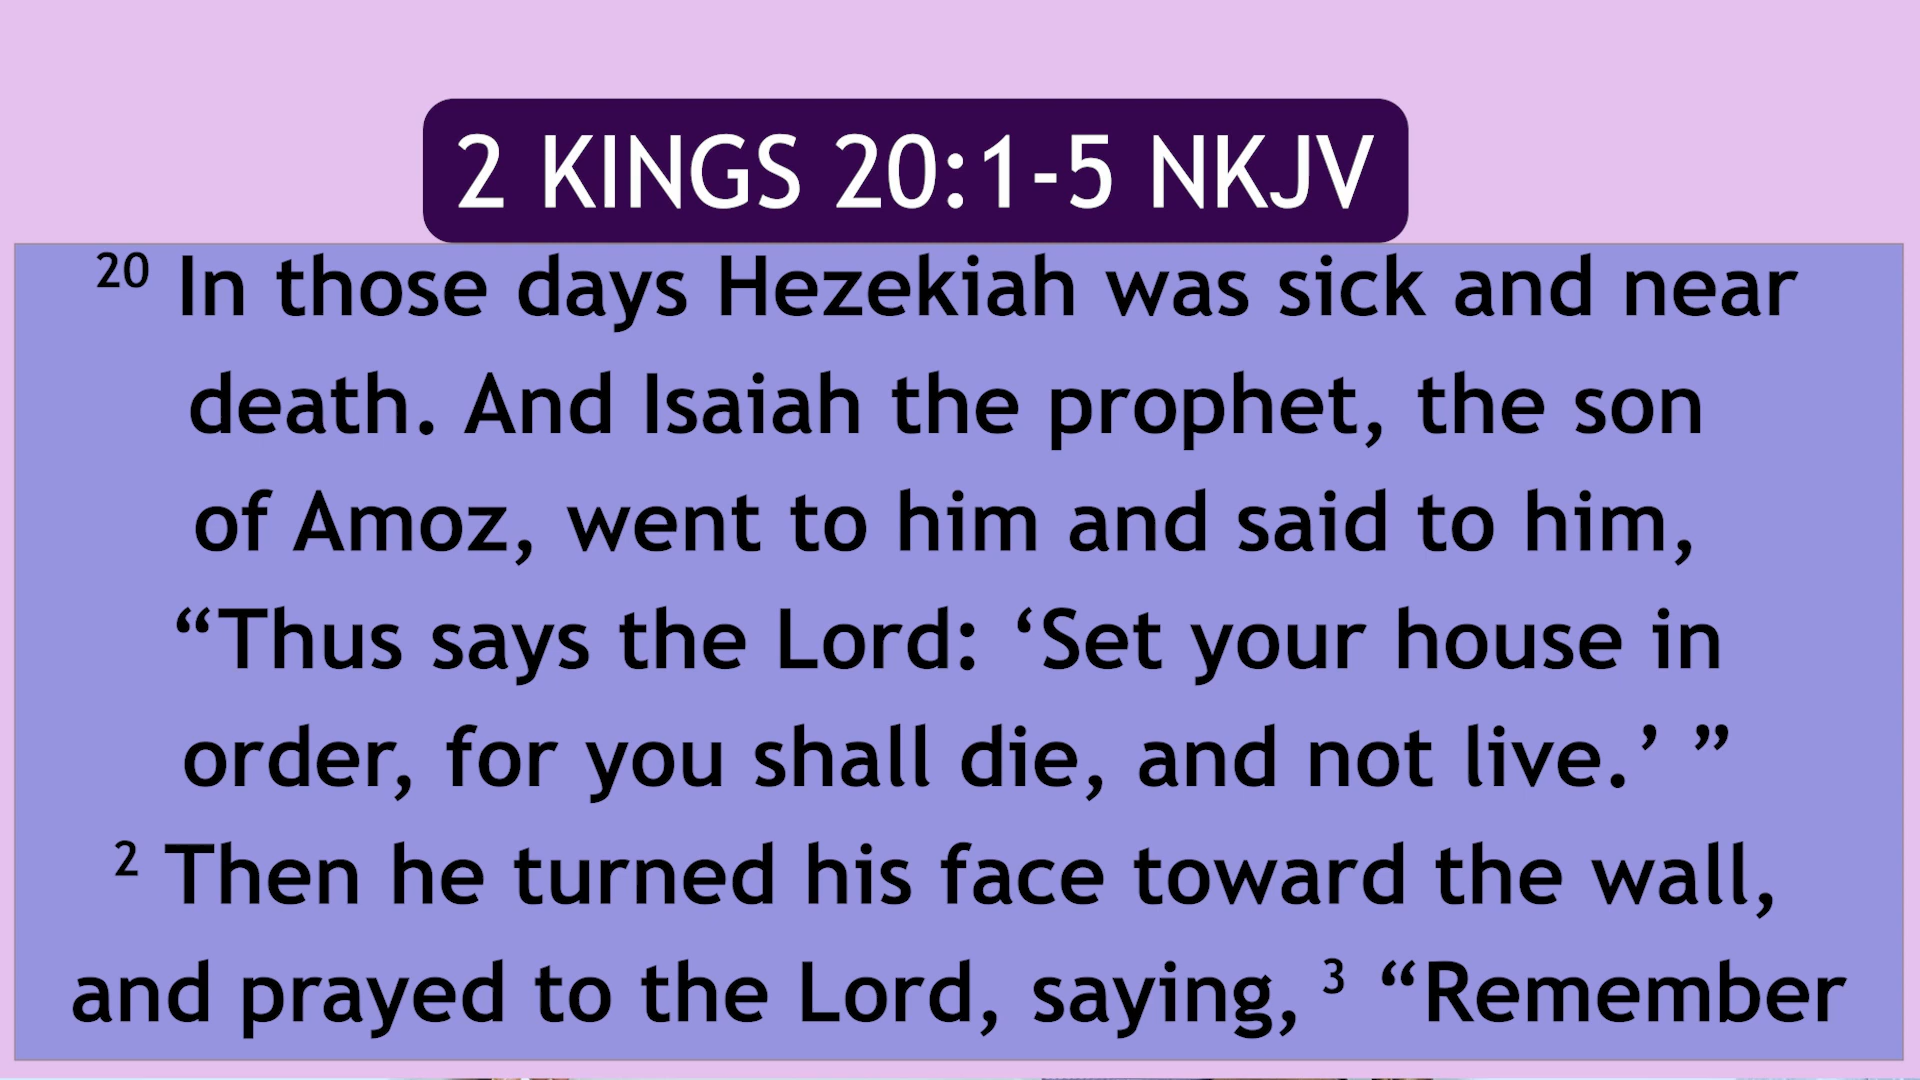 2 KINGS 20:1-5 NKJV
20 In those days Hezekiah was sick and near
death. And Isaiah the prophet, the son
of Amoz, went to him and said to him,
“Thus says the Lord: ‘Set your house in
order, for you shall die, and not live.’ ”
2 Then he turned his face toward the wall,
and prayed to the Lord, saying, 3 “Remember